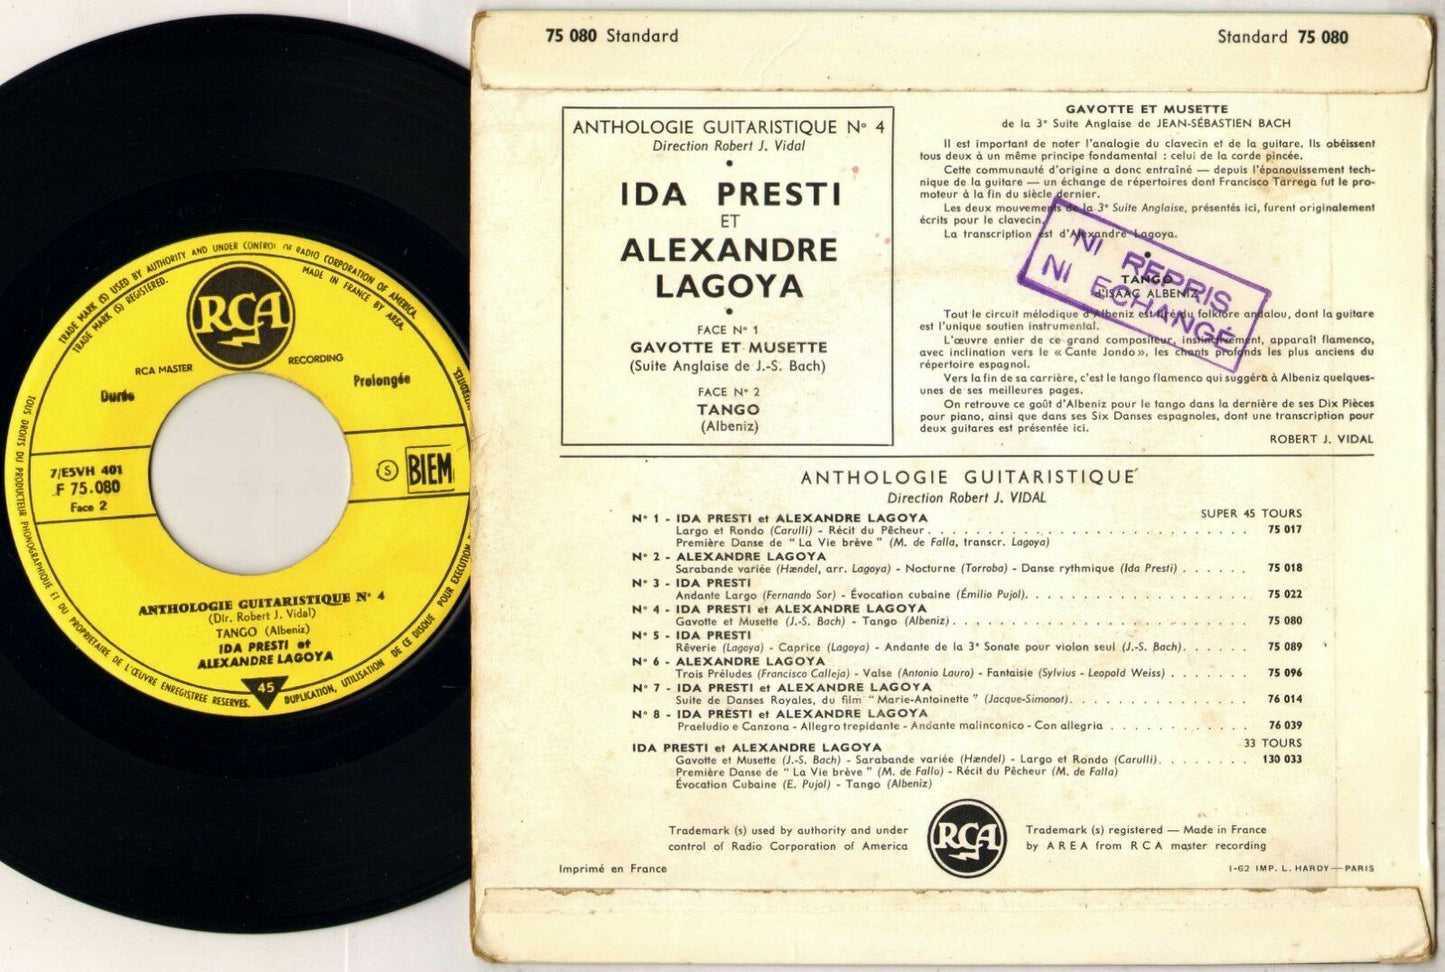 TRADE MARK (S) USED BY AUTHORITY AND UNDER CONTROL OF RADIO CORPORATION OF AMERICA.
TRADE MARK (S) REGISTERED.
MADE IN FRANCE BY AREA.
RCA
RCA MASTER
RECORDING
Durée
Prolongée
7/E5VH 401
F 75.080
Face 2
S
BIEM
ANTHOLOGIE GUITARISTIQUE N° 4
(Dir. Robert J. Vidal)
TANGO (Albeniz)
IDA PRESTI et
ALEXANDRE LAGOYA
45
TOUS DROITS DU PRODUCTEUR PHONOGRAPHIQUE ET DU PROPRIETAIRE DE L'ŒUVRE ENREGISTREE RESERVES.
DUPLICATION, UTILISATION DE CE DISQUE POUR EXECUTION
INTERDITES.
75 080 Standard
Standard 75 080
ANTHOLOGIE GUITARISTIQUE N° 4
Direction Robert J. Vidal
IDA PRESTI
ET
ALEXANDRE
LAGOYA
FACE N° 1
GAVOTTE ET MUSETTE
(Suite Anglaise de J.-S. Bach)
FACE N° 2
TANGO
(Albeniz)
GAVOTTE ET MUSETTE
de la 3e Suite Anglaise de JEAN-SÉBASTIEN BACH
Il est important de noter l'analogie du clavecin et de la guitare. Ils obéissent
tous deux à un même principe fondamental : celui de la corde pincée.
Cette communauté d'origine a donc entraîné — depuis l'épanouissement tech-
nique de la guitare — un échange de répertoires dont Francisco Tarrega fut le pro-
moteur à la fin du siècle dernier.
Les deux mouvements de la 3e Suite Anglaise, présentés ici, furent originalement
écrits pour le clavecin.
La transcription est d'Alexandre Lagoya.
NI REPRIS
NI ECHANGÉ
TANGO
d'ISAAC ALBENIZ
Tout le circuit mélodique d'Albeniz est tiré du folklore andalou, dont la guitare
est l'unique soutien instrumental.
L'œuvre entier de ce grand compositeur, instinctivement, apparaît flamenco,
avec inclination vers le « Cante Jondo », les chants profonds les plus anciens du
répertoire espagnol.
Vers la fin de sa carrière, c'est le tango flamenco qui suggéra à Albeniz quelques-
unes de ses meilleures pages.
On retrouve ce goût d'Albeniz pour le tango dans la dernière de ses Dix Pièces
pour piano, ainsi que dans ses Six Danses espagnoles, dont une transcription pour
deux guitares est présentée ici.
ROBERT J. VIDAL
ANTHOLOGIE GUITARISTIQUE
Direction Robert J. VIDAL
SUPER 45 TOURS
N° 1 - IDA PRESTI et ALEXANDRE LAGOYA
Largo et Rondo (Carulli) - Récit du Pêcheur . . . . . . 75 017
Première Danse de " La Vie brève " (M. de Falla, transcr. Lagoya)
N° 2 - ALEXANDRE LAGOYA
Sarabande variée (Hændel, arr. Lagoya) - Nocturne (Torroba) - Danse rythmique (Ida Presti) . . . . . . 75 018
N° 3 - IDA PRESTI
Andante Largo (Fernando Sor) - Évocation cubaine (Émilio Pujol). . . . . . 75 022
N° 4 - IDA PRESTI et ALEXANDRE LAGOYA
Gavotte et Musette (J.-S. Bach) - Tango (Albeniz) . . . . . . 75 080
N° 5 - IDA PRESTI
Rêverie (Lagoya) - Caprice (Lagoya) - Andante de la 3e Sonate pour violon seul (J.-S. Bach). . . . . . 75 089
N° 6 - ALEXANDRE LAGOYA
Trois Préludes (Francisco Calleja) - Valse (Antonio Lauro) - Fantaisie (Sylvius - Leopold Weiss) . . . . . . 75 096
N° 7 - IDA PRESTI et ALEXANDRE LAGOYA
Suite de Danses Royales, du film "Marie-Antoinette " (Jacque-Simonot). . . . . . 76 014
N° 8 - IDA PRESTI et ALEXANDRE LAGOYA
Praeludio e Canzona - Allegro trepidante - Andante malinconico - Con allegria . . . . . . 76 039
IDA PRESTI et ALEXANDRE LAGOYA 33 TOURS
Gavotte et Musette (J.-S. Bach) - Sarabande variée (Hændel) - Largo et Rondo (Carulli). . . . . . 130 033
Première Danse de " La Vie brève " (M. de Falla) - Récit du Pêcheur (M. de Falla)
Évocation Cubaine (E. Pujol) - Tango (Albeniz)
Trademark (s) used by authority and under
control of Radio Corporation of America
RCA
Trademark (s) registered — Made in France
by AREA from RCA master recording
Imprimé en France
1-62 IMP. L. HARDY — PARIS